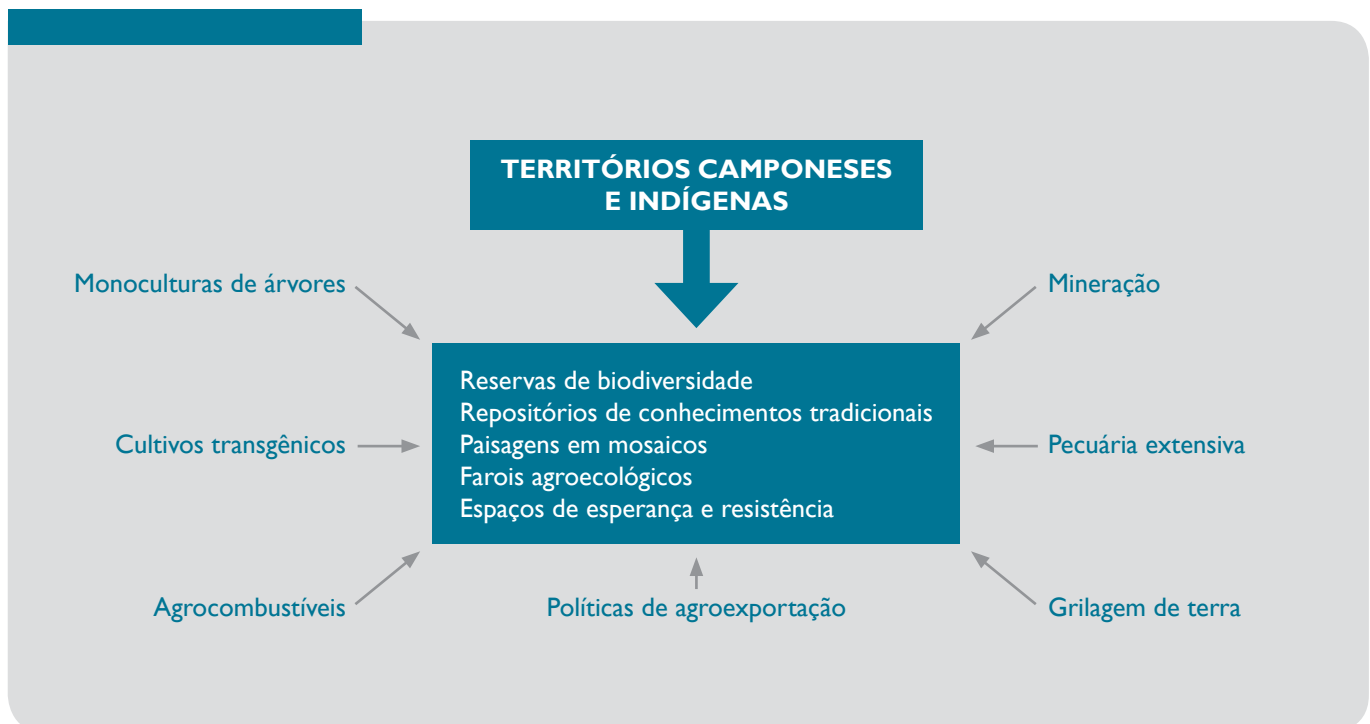 TERRITÓRIOS CAMPONESES
E INDÍGENAS
Monoculturas de árvores
Mineração
Reservas de biodiversidade
Repositórios de conhecimentos tradicionais
Paisagens em mosaicos
Farois agroecológicos
Espaços de esperança e resistência
Cultivos transgênicos
Pecuária extensiva
Agrocombustíveis
Políticas de agroexportação
Grilagem de terra